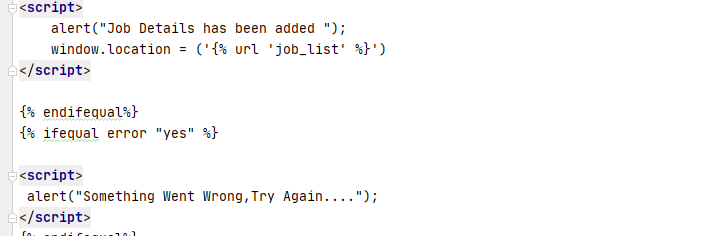 <script>
alert("Job Details has been added ");
window.location = ('{% url 'job_list' %}')
</script>
{% endifequal%}
{% ifequal error "yes" %}
<script>
alert("Something Went Wrong,Try Again....");
</script>
{% endifequal%}